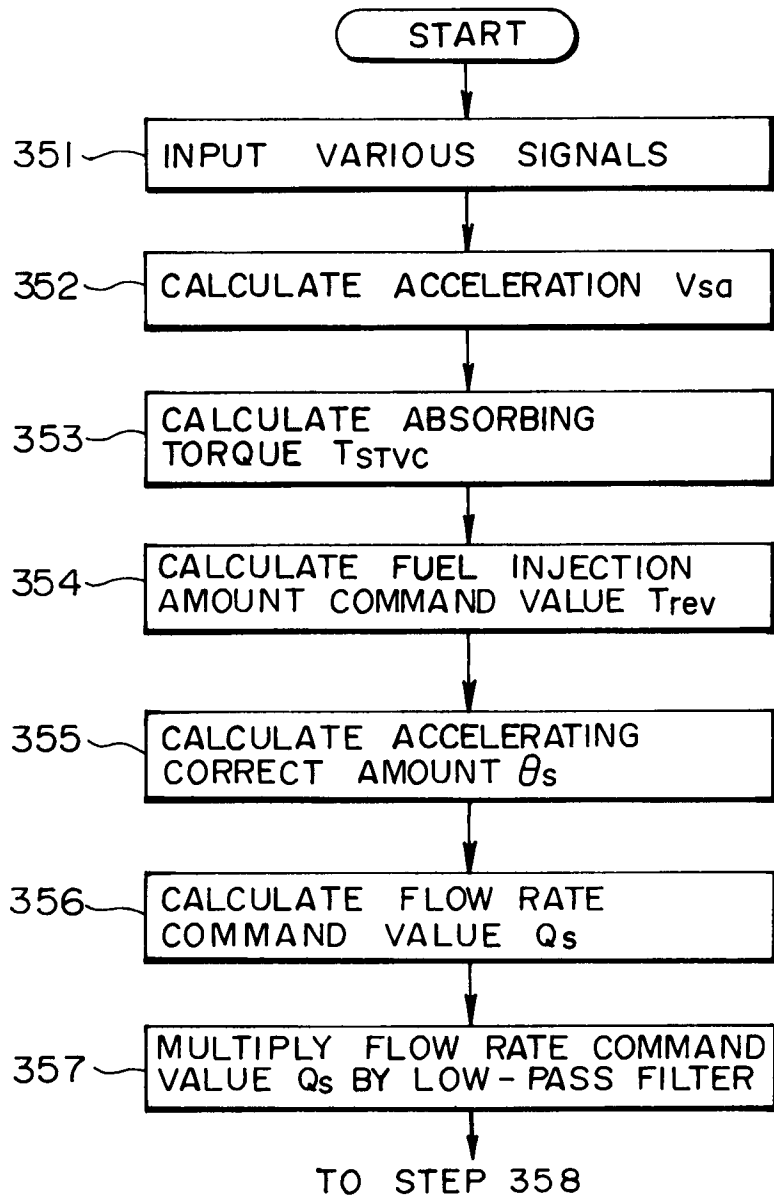 START
351 INPUT VARIOUS SIGNALS
352 CALCULATE ACCELERATION Vsa
353 CALCULATE ABSORBING
TORQUE TSTVC
354 CALCULATE FUEL INJECTION
AMOUNT COMMAND VALUE Trev
355 CALCULATE ACCELERATING
CORRECT AMOUNT θs
356 CALCULATE FLOW RATE
COMMAND VALUE Qs
357 MULTIPLY FLOW RATE COMMAND
VALUE Qs BY LOW-PASS FILTER
TO STEP 358